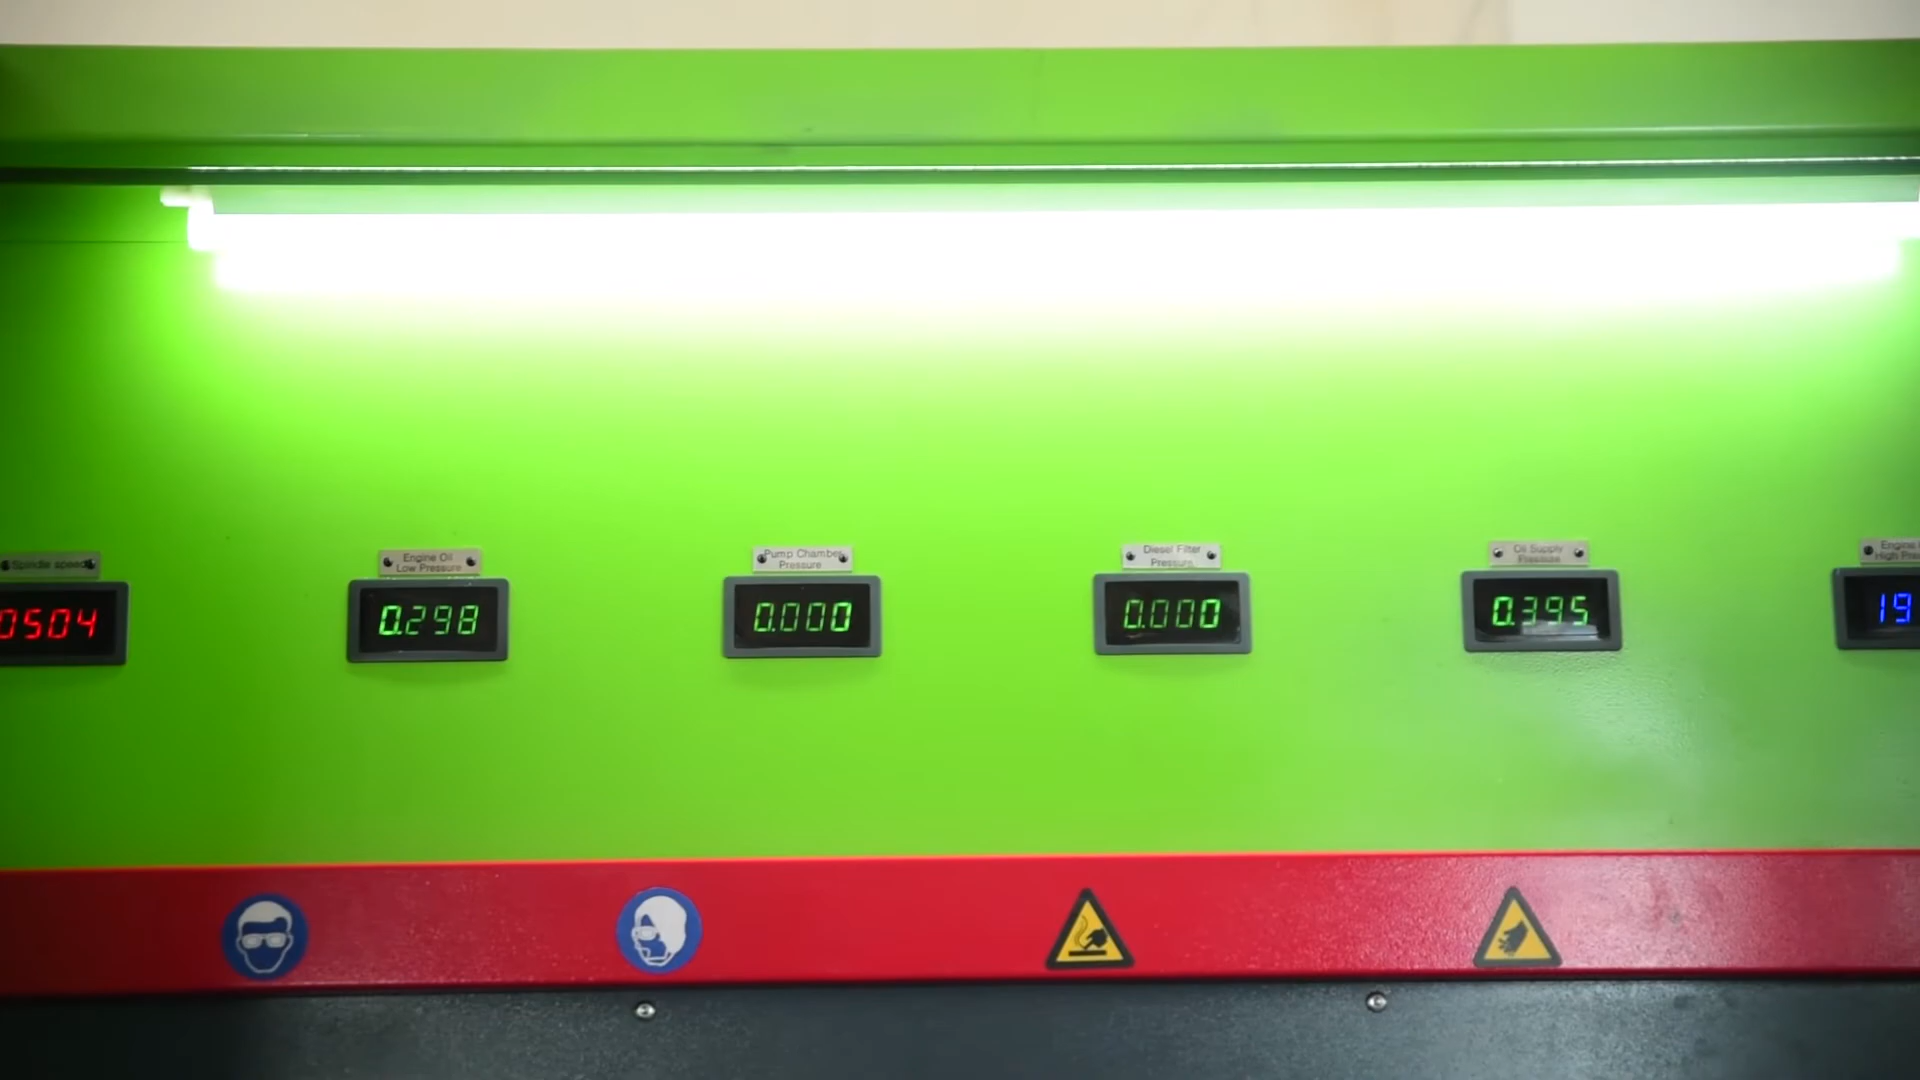 Spindle speed
0504
Engine Oil
Low Pressure
0.298
Pump Chamber
Pressure
0.000
Diesel Filter
Pressure
0.000
Oil Supply
Pressure
0.395
Engine
High
19